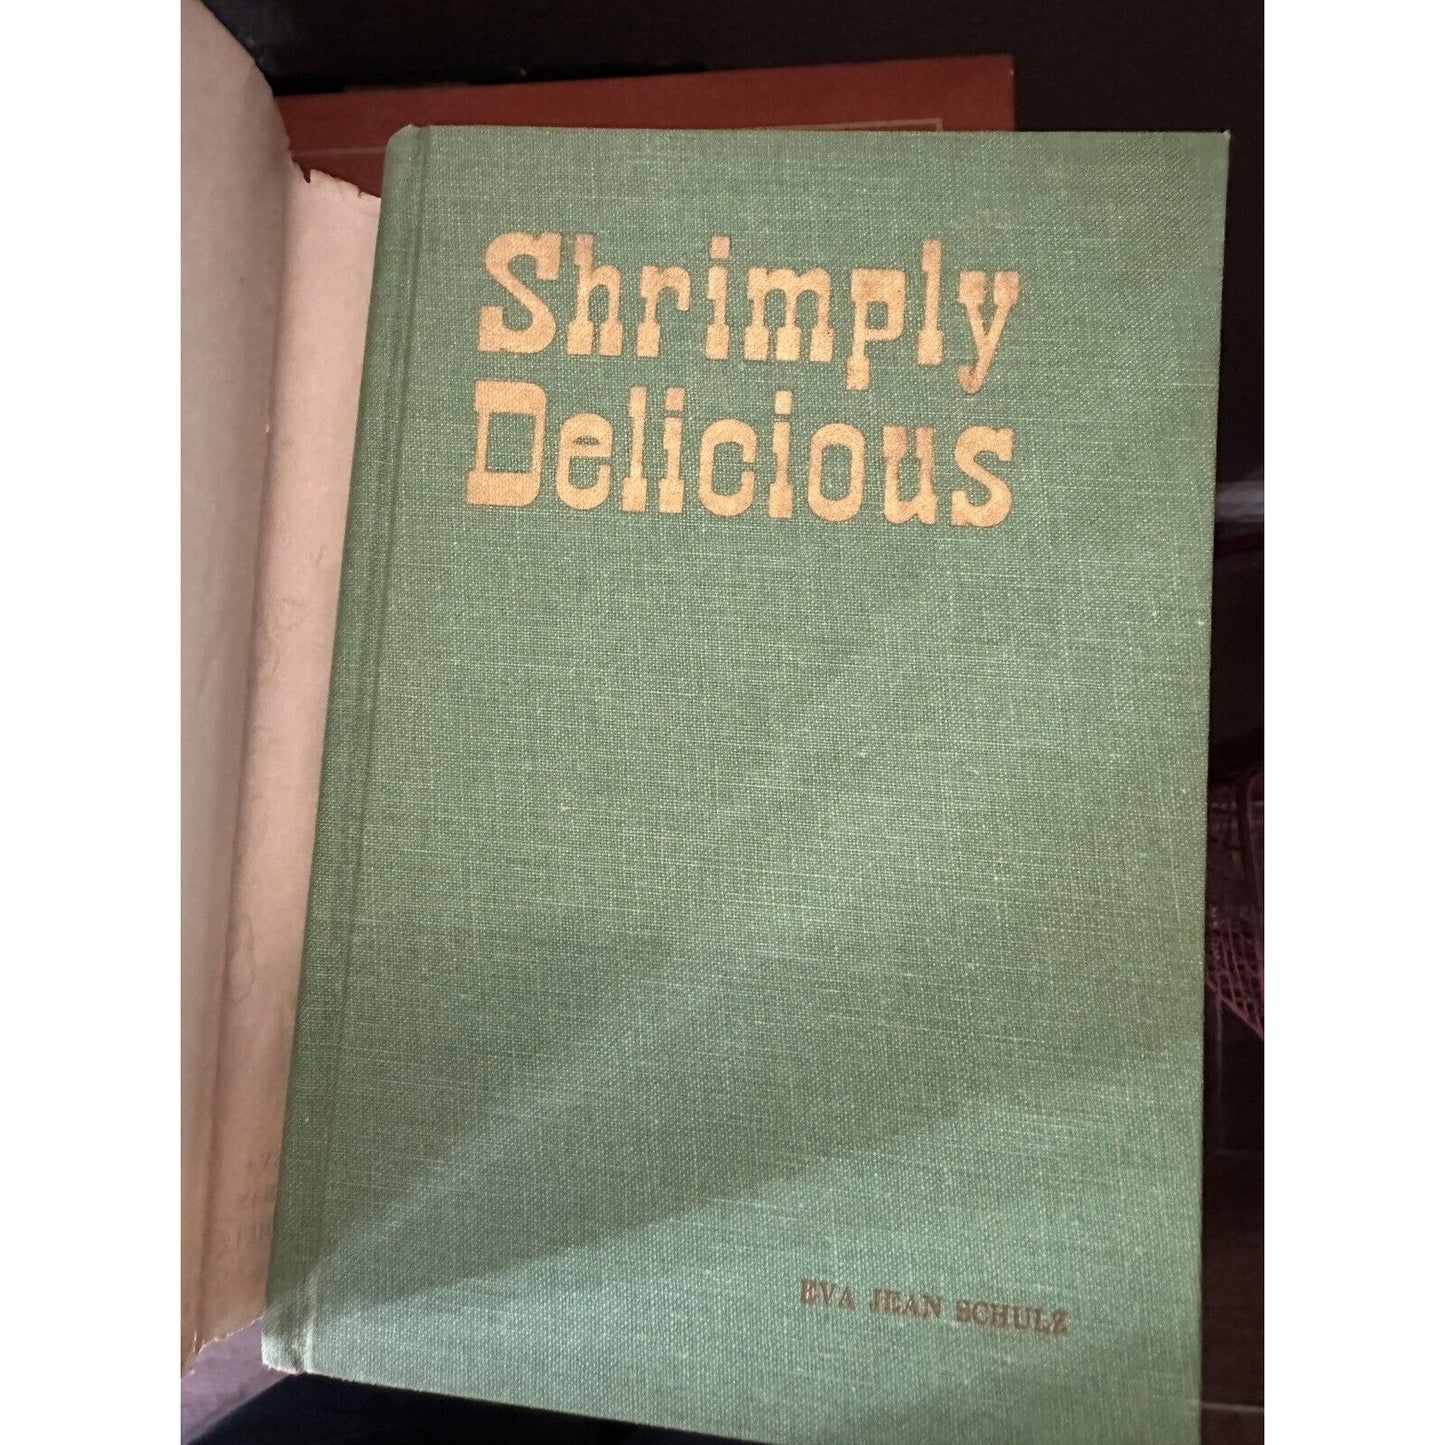 Shrimply
Delicious
EVA JEAN SCHULZ